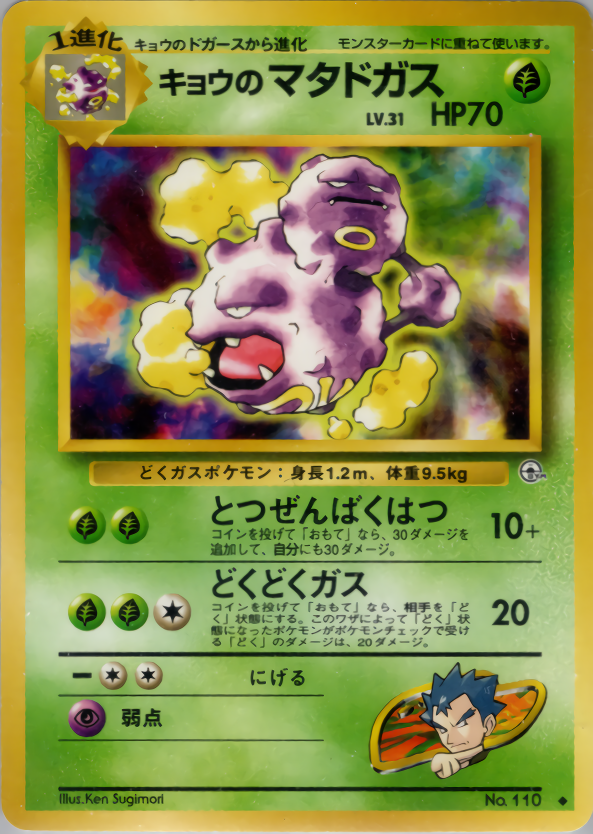 1進化 キョウのドガースから進化 モンスターカードに重ねて使います。
キョウのマタドガス
LV.31 HP70
どくガスポケモン：身長1.2m、体重9.5kg
GYM
とつぜんばくはつ 10+
コインを投げて「おもて」なら、30ダメージを
追加して、自分にも30ダメージ。
どくどくガス 20
コインを投げて「おもて」なら、相手を「ど
く」状態にする。このワザによって「どく」状
態になったポケモンがポケモンチェックで受け
る「どく」のダメージは、20ダメージ。
ー にげる
弱点
Illus.Ken Sugimori No. 110 ◆